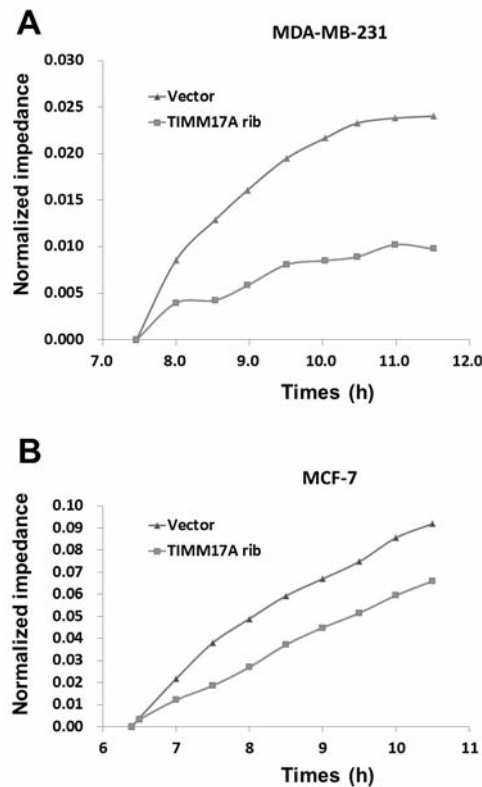 A
MDA-MB-231
Normalized impedance
0.030
0.025
0.020
0.015
0.010
0.005
0.000
Vector
TIMM17A rib
7.0 8.0 9.0 10.0 11.0 12.0
Times (h)
B
MCF-7
Normalized impedance
0.10
0.09
0.08
0.07
0.06
0.05
0.04
0.03
0.02
0.01
0.00
Vector
TIMM17A rib
6 7 8 9 10 11
Times (h)